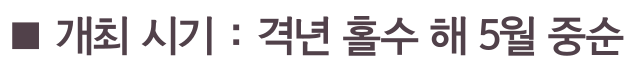 ■ 개최 시기 : 격년 홀수 해 5월 중순